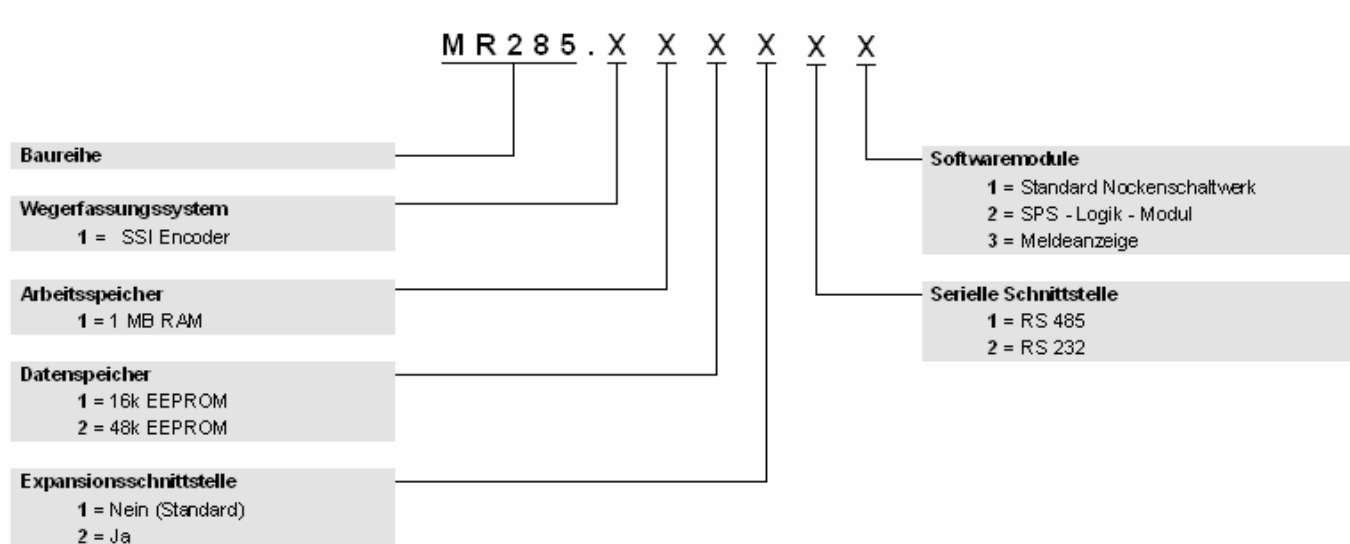 MR285.X X X X X X
Baureihe
Wegerfassungssystem
1 = SSI Encoder
Arbeitsspeicher
1 = 1 MB RAM
Datenspeicher
1 = 16k EEPROM
2 = 48k EEPROM
Expansionsschnittstelle
1 = Nein (Standard)
2 = Ja
Softwaremodule
1 = Standard Nockenschaltwerk
2 = SPS - Logik - Modul
3 = Meldeanzeige
Serielle Schnittstelle
1 = RS 485
2 = RS 232